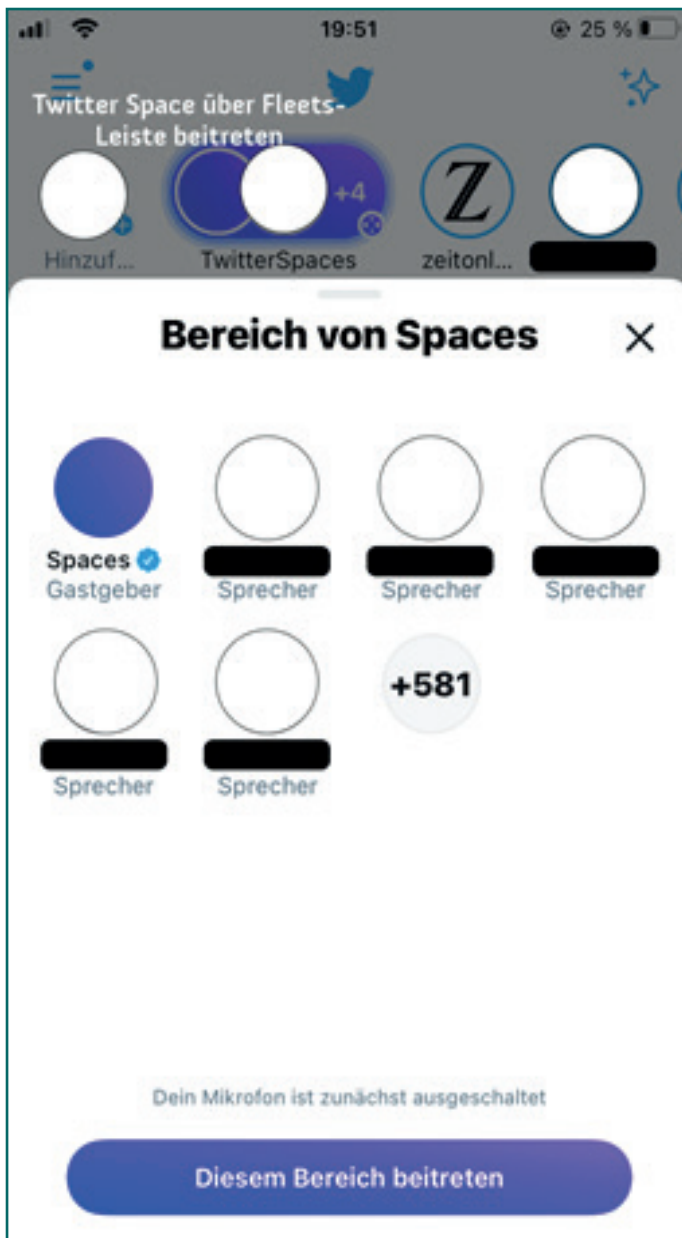 19:51
25 %
Twitter Space über Fleets-
Leiste beitreten
+4
Z
Hinzuf...
TwitterSpaces
zeitonl...
Bereich von Spaces
Spaces
Gastgeber
Sprecher
Sprecher
Sprecher
+581
Sprecher
Sprecher
Dein Mikrofon ist zunächst ausgeschaltet
Diesem Bereich beitreten